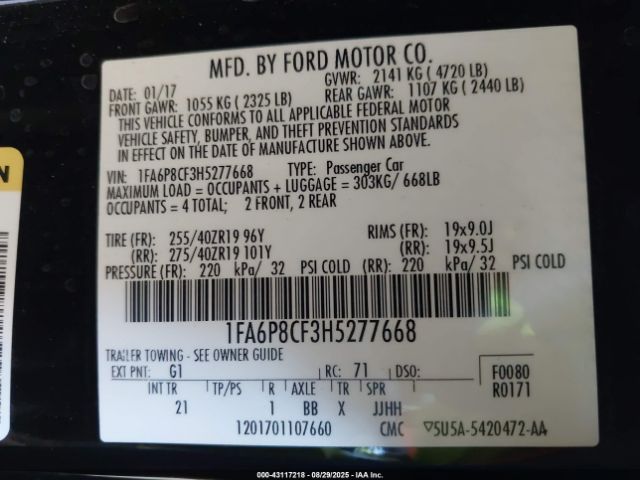 MFD. BY FORD MOTOR CO.
DATE: 01/17 GVWR: 2141 KG ( 4720 LB)
FRONT GAWR: 1055 KG ( 2325 LB) REAR GAWR: 1107 KG ( 2440 LB)
THIS VEHICLE CONFORMS TO ALL APPLICABLE FEDERAL MOTOR
VEHICLE SAFETY, BUMPER, AND THEFT PREVENTION STANDARDS
IN EFFECT ON THE DATE OF MANUFACTURE SHOWN ABOVE.
VIN: 1FA6P8CF3H5277668 TYPE: Passenger Car
MAXIMUM LOAD = OCCUPANTS + LUGGAGE = 303KG/ 668LB
OCCUPANTS = 4 TOTAL; 2 FRONT, 2 REAR
TIRE (FR): 255/40ZR19 96Y RIMS (FR): 19x9.0J
(RR): 275/40ZR19 101Y (RR): 19x9.5J
PRESSURE (FR): 220 kPa/ 32 PSI COLD (RR): 220 kPa/ 32 PSI COLD
1FA6P8CF3H5277668
TRAILER TOWING - SEE OWNER GUIDE
EXT PNT: G1 RC: 71 DSO: F0080
R0171
INT TR TP/PS R AXLE TR SPR
21 1 BB X JJHH
1201701107660 CMC 5U5A-5420472-AA
N
000-43117218 - 08/29/2025 - IAA Inc.